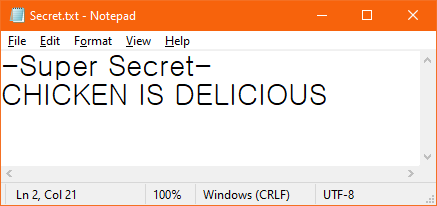 Secret.txt - Notepad
File Edit Format View Help
-Super Secret-
CHICKEN IS DELICIOUS
Ln 2, Col 21 100% Windows (CRLF) UTF-8